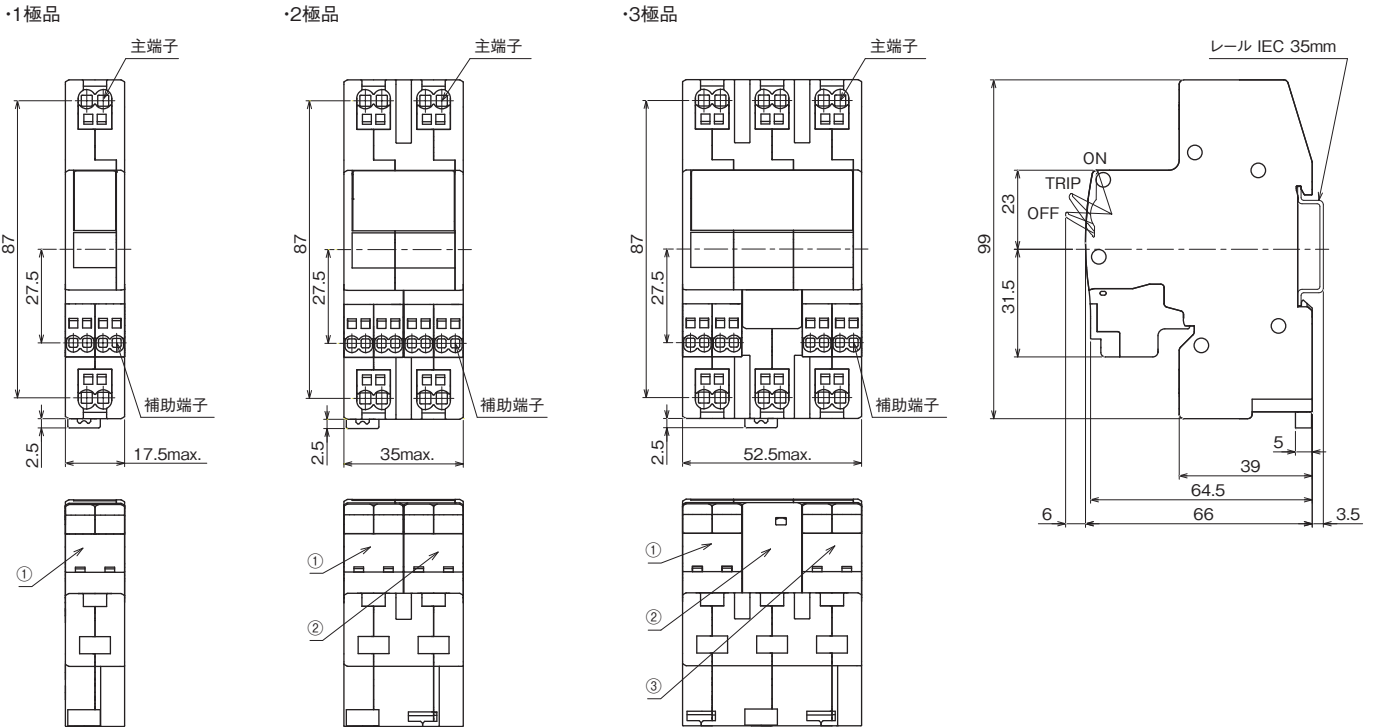 ・1極品
主端子
87
27.5
補助端子
2.5
17.5max.
①
・2極品
主端子
87
27.5
補助端子
2.5
35max.
①
②
・3極品
主端子
87
27.5
補助端子
2.5
52.5max.
①
②
③
レール IEC 35mm
ON
TRIP
OFF
23
99
31.5
5
39
64.5
6
66
3.5